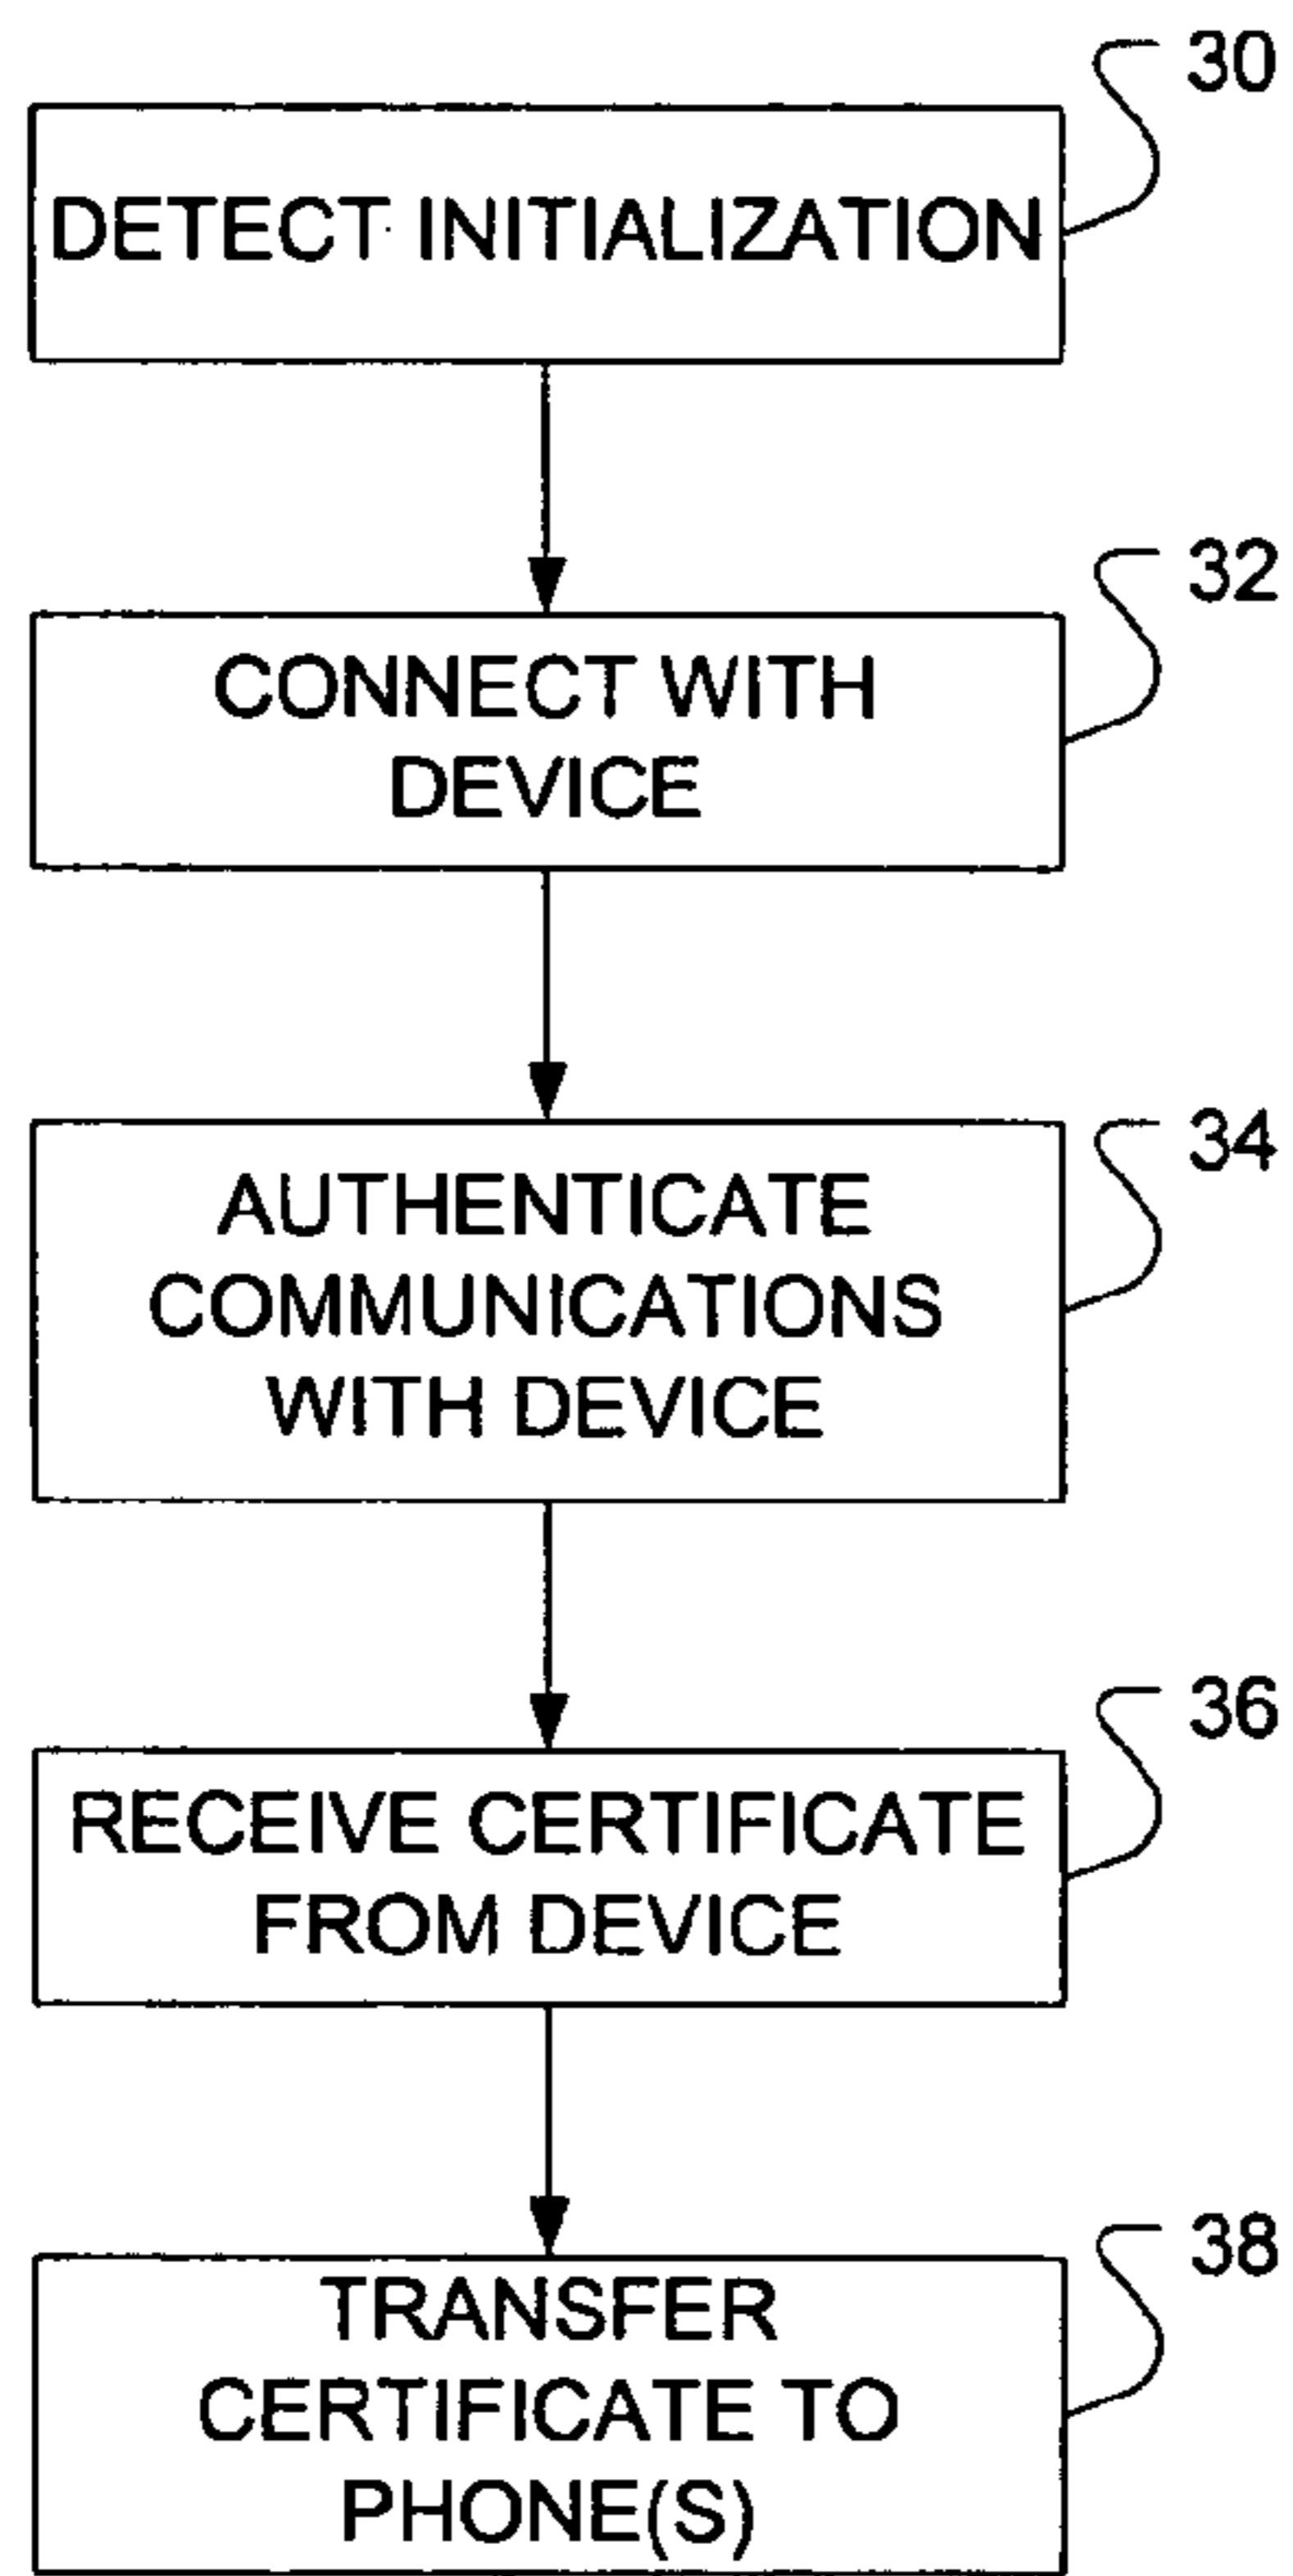 30
DETECT INITIALIZATION
32
CONNECT WITH
DEVICE
34
AUTHENTICATE
COMMUNICATIONS
WITH DEVICE
36
RECEIVE CERTIFICATE
FROM DEVICE
38
TRANSFER
CERTIFICATE TO
PHONE(S)